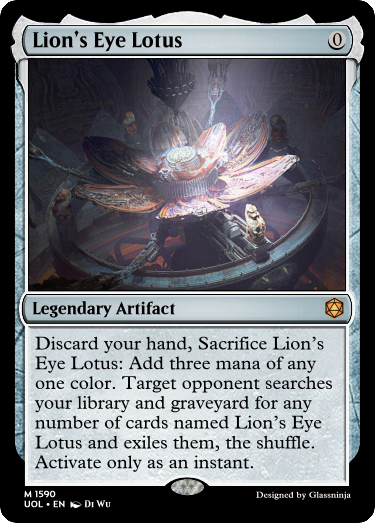 Lion's Eye Lotus 0
Legendary Artifact
Discard your hand, Sacrifice Lion's
Eye Lotus: Add three mana of any
one color. Target opponent searches
your library and graveyard for any
number of cards named Lion's Eye
Lotus and exiles them, the shuffle.
Activate only as an instant.
M 1590
UOL • EN Di Wu
Designed by Glassninja